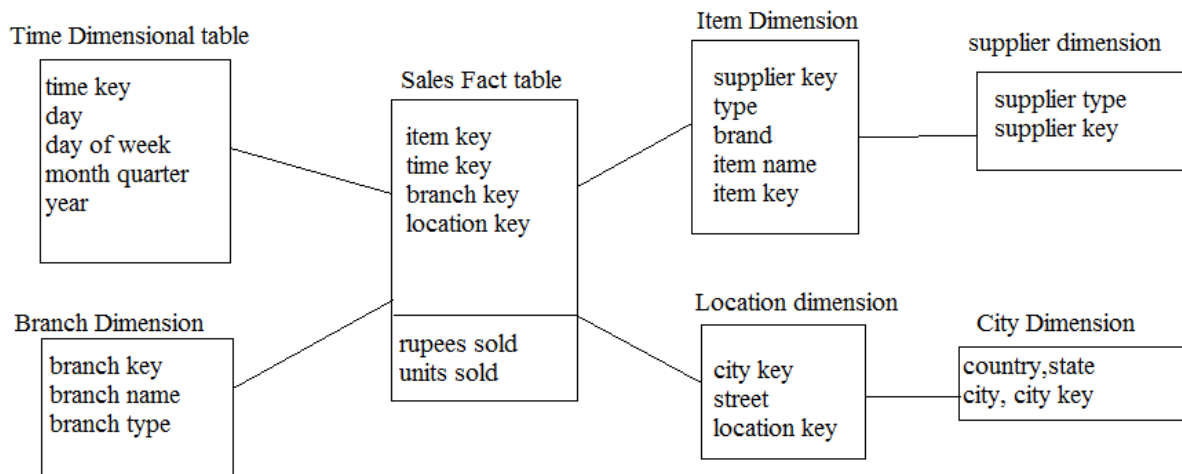 Time Dimensional table
time key
day
day of week
month quarter
year
Branch Dimension
branch key
branch name
branch type
Sales Fact table
item key
time key
branch key
location key
rupees sold
units sold
Item Dimension
supplier key
type
brand
item name
item key
supplier dimension
supplier type
supplier key
Location dimension
city key
street
location key
City Dimension
country,state
city, city key